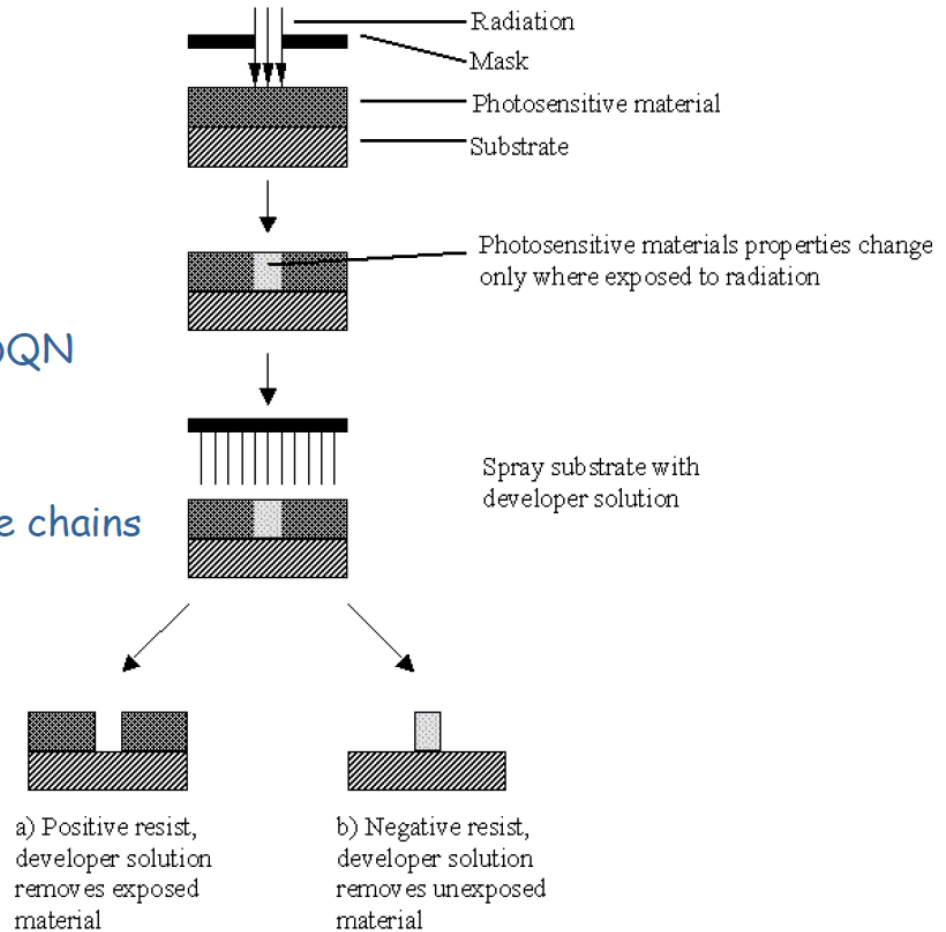 Radiation
Mask
Photosensitive material
Substrate
Photosensitive materials properties change
only where exposed to radiation
QN
Spray substrate with
developer solution
e chains
a) Positive resist,
developer solution
removes exposed
material
b) Negative resist,
developer solution
removes unexposed
material